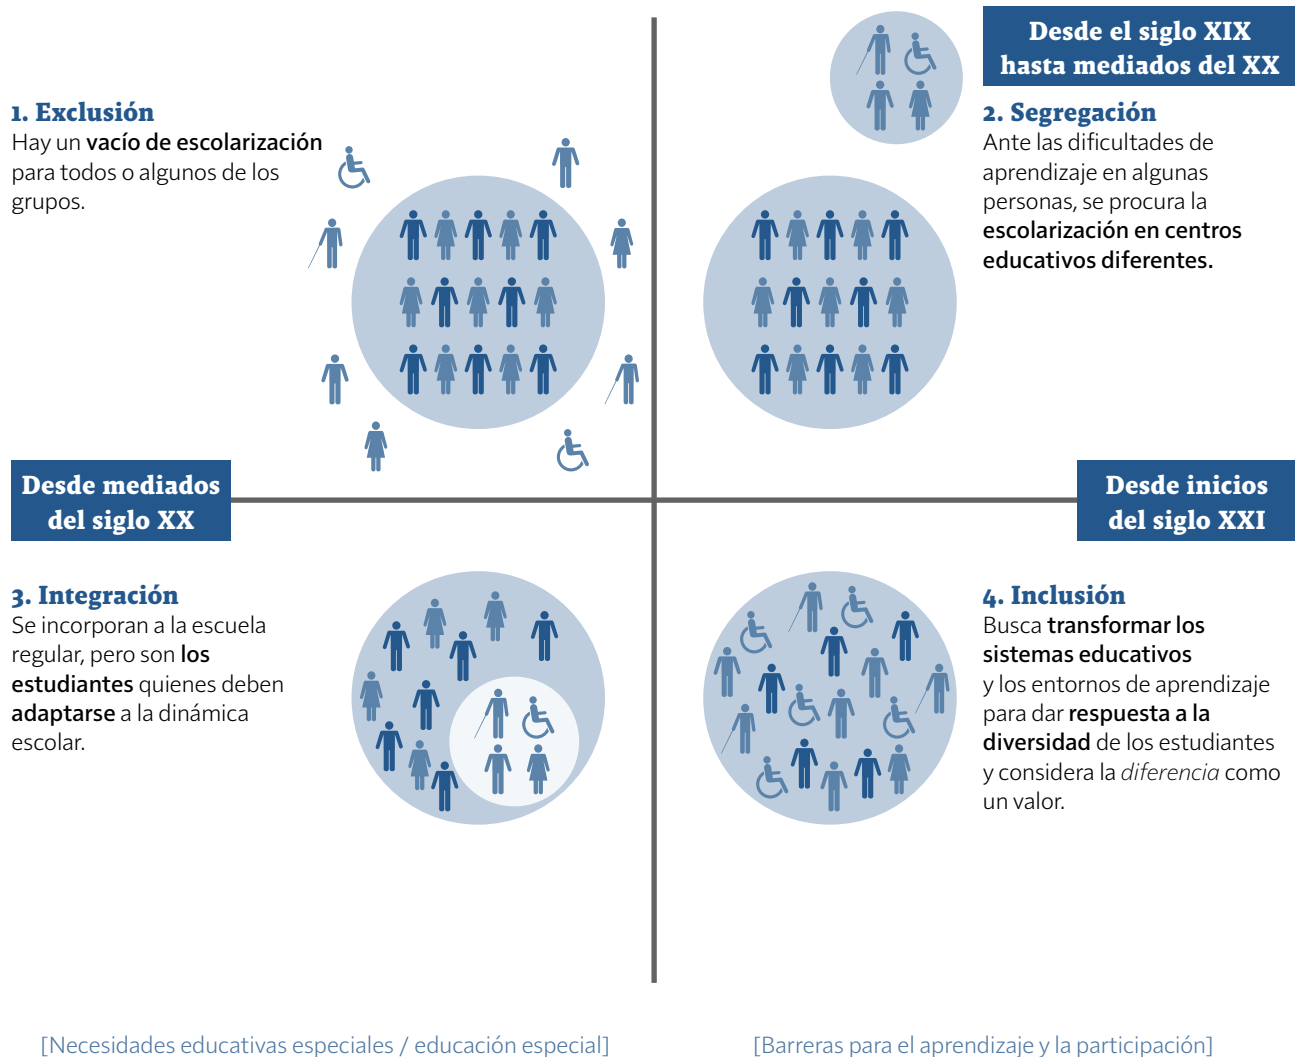 1. Exclusión
Hay un vacío de escolarización
para todos o algunos de los
grupos.
Desde el siglo XIX
hasta mediados del XX
2. Segregación
Ante las dificultades de
aprendizaje en algunas
personas, se procura la
escolarización en centros
educativos diferentes.
Desde mediados
del siglo XX
3. Integración
Se incorporan a la escuela
regular, pero son los
estudiantes quienes deben
adaptarse a la dinámica
escolar.
Desde inicios
del siglo XXI
4. Inclusión
Busca transformar los
sistemas educativos
y los entornos de aprendizaje
para dar respuesta a la
diversidad de los estudiantes
y considera la diferencia como
un valor.
[Necesidades educativas especiales / educación especial]
[Barreras para el aprendizaje y la participación]